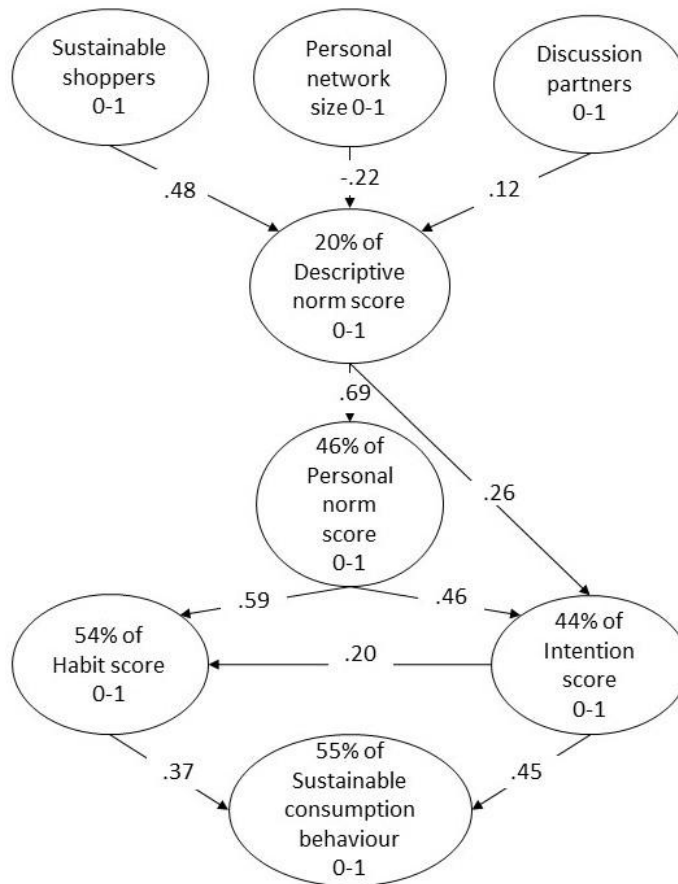 Sustainable
shoppers
0-1
Personal
network
size 0-1
Discussion
partners
0-1
.48
-.22
.12
20% of
Descriptive
norm score
0-1
.69
.26
46% of
Personal
norm
score
0-1
.59
.46
54% of
Habit score
0-1
.20
44% of
Intention
score
0-1
.37
.45
55% of
Sustainable
consumption
behaviour
0-1